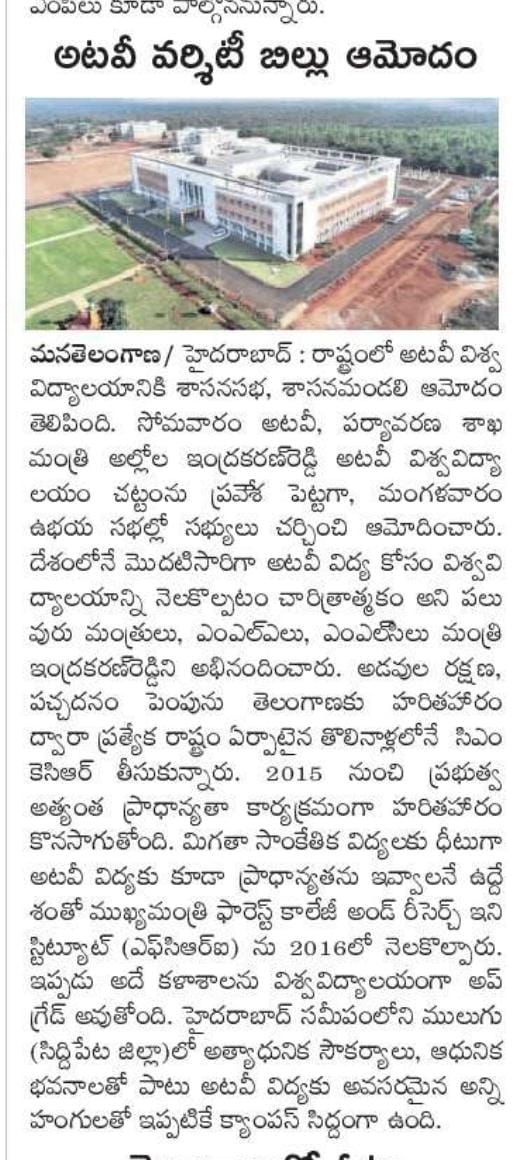 ఎంపిలు కూడా పాల్గొననున్నారు.
అటవీ వర్శిటీ బిల్లు ఆమోదం
మనతెలంగాణ/ హైదరాబాద్ : రాష్ట్రంలో అటవీ విశ్వ
విద్యాలయానికి శాసనసభ, శాసనమండలి ఆమోదం
తెలిపింది. సోమవారం అటవీ, పర్యావరణ శాఖ
మంత్రి అల్లోల ఇంద్రకరణ్‌రెడ్డి అటవీ విశ్వవిద్యా
లయం చట్టంను ప్రవేశ పెట్టగా, మంగళవారం
ఉభయ సభల్లో సభ్యులు చర్చించి ఆమోదించారు.
దేశంలోనే మొదటిసారిగా అటవీ విద్య కోసం విశ్వవి
ద్యాలయాన్ని నెలకొల్పటం చారిత్రాత్మకం అని పలు
వురు మంత్రులు, ఎంఎల్ఎలు, ఎంఎల్‌సిలు మంత్రి
ఇంద్రకరణ్‌రెడ్డిని అభినందించారు. అడవుల రక్షణ,
పచ్చదనం పెంపును తెలంగాణకు హరితహారం
ద్వారా ప్రత్యేక రాష్ట్రం ఏర్పాటైన తొలినాళ్లలోనే సిఎం
కెసిఆర్ తీసుకున్నారు. 2015 నుంచి ప్రభుత్వ
అత్యంత ప్రాధాన్యతా కార్యక్రమంగా హరితహారం
కొనసాగుతోంది. మిగతా సాంకేతిక విద్యలకు ధీటుగా
అటవీ విద్యకు కూడా ప్రాధాన్యతను ఇవ్వాలనే ఉద్దే
శంతో ముఖ్యమంత్రి ఫారెస్ట్ కాలేజీ అండ్ రీసెర్చ్ ఇని
స్టిట్యూట్ (ఎఫ్‌సిఆర్ఐ) ను 2016లో నెలకొల్పారు.
ఇప్పుడు అదే కళాశాలను విశ్వవిద్యాలయంగా అప్
గ్రేడ్ అవుతోంది. హైదరాబాద్ సమీపంలోని ములుగు
(సిద్దిపేట జిల్లా)లో అత్యాధునిక సౌకర్యాలు, ఆధునిక
భవనాలతో పాటు అటవీ విద్యకు అవసరమైన అన్ని
హంగులతో ఇప్పటికే క్యాంపస్ సిద్దంగా ఉంది.